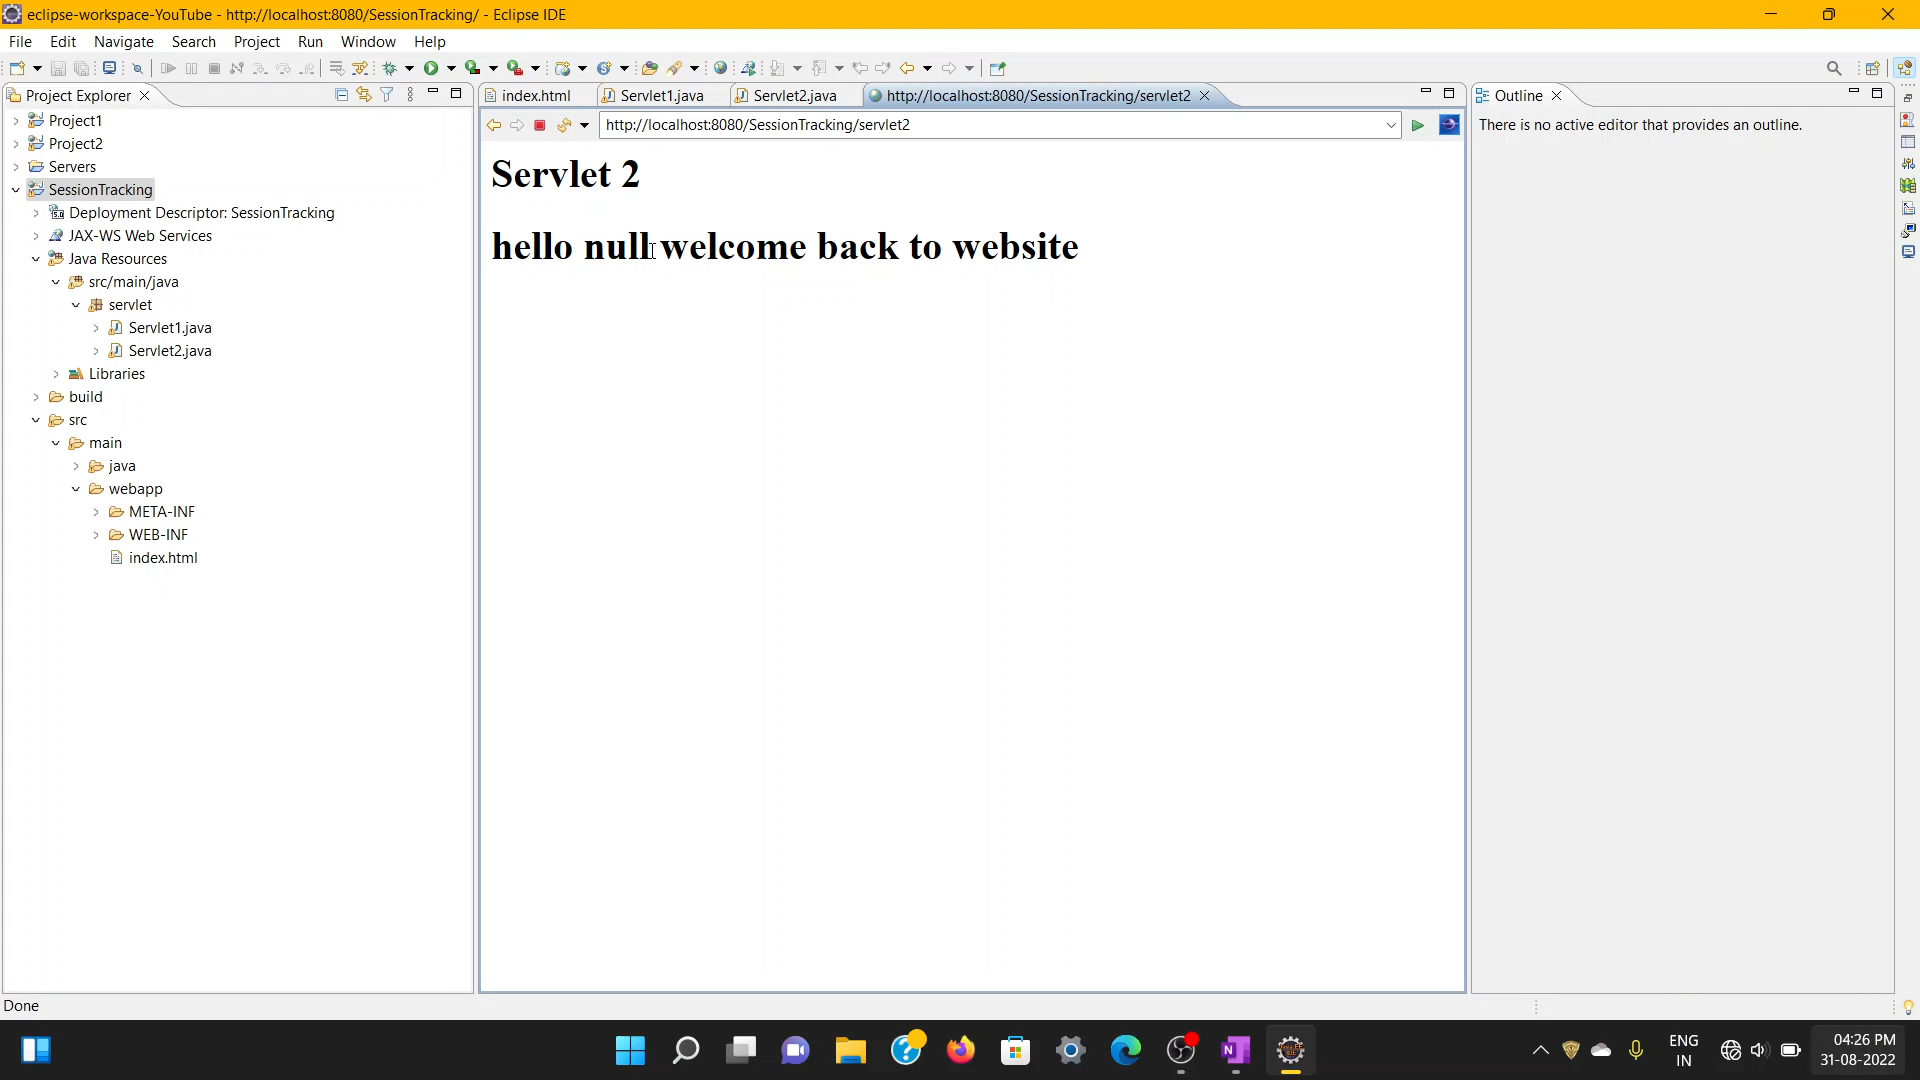 eclipse-workspace-YouTube - http://localhost:8080/SessionTracking/ - Eclipse IDE
File Edit Navigate Search Project Run Window Help
Project Explorer
Project1
Project2
Servers
SessionTracking
Deployment Descriptor: SessionTracking
JAX-WS Web Services
Java Resources
src/main/java
servlet
Servlet1.java
Servlet2.java
Libraries
build
src
main
java
webapp
META-INF
WEB-INF
index.html
index.html Servlet1.java Servlet2.java http://localhost:8080/SessionTracking/servlet2
http://localhost:8080/SessionTracking/servlet2
Servlet 2
hello null welcome back to website
Outline
There is no active editor that provides an outline.
Done
ENG
IN
04:26 PM
31-08-2022